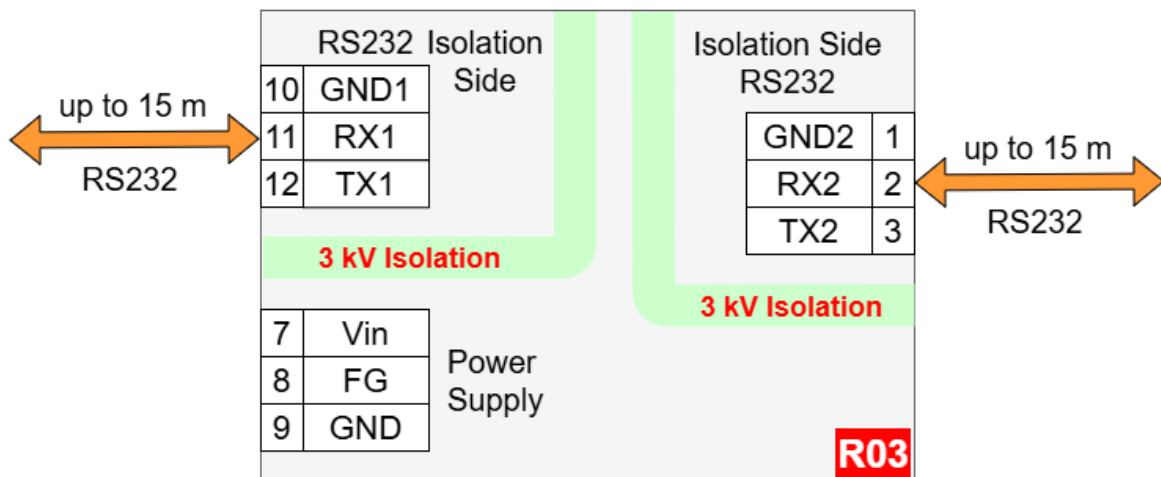 RS232 Isolation
Side
10 GND1
11 RX1
12 TX1
up to 15 m
RS232
3 kV Isolation
7 Vin
8 FG
9 GND
Power
Supply
Isolation Side
RS232
GND2 1
RX2 2
TX2 3
up to 15 m
RS232
3 kV Isolation
R03